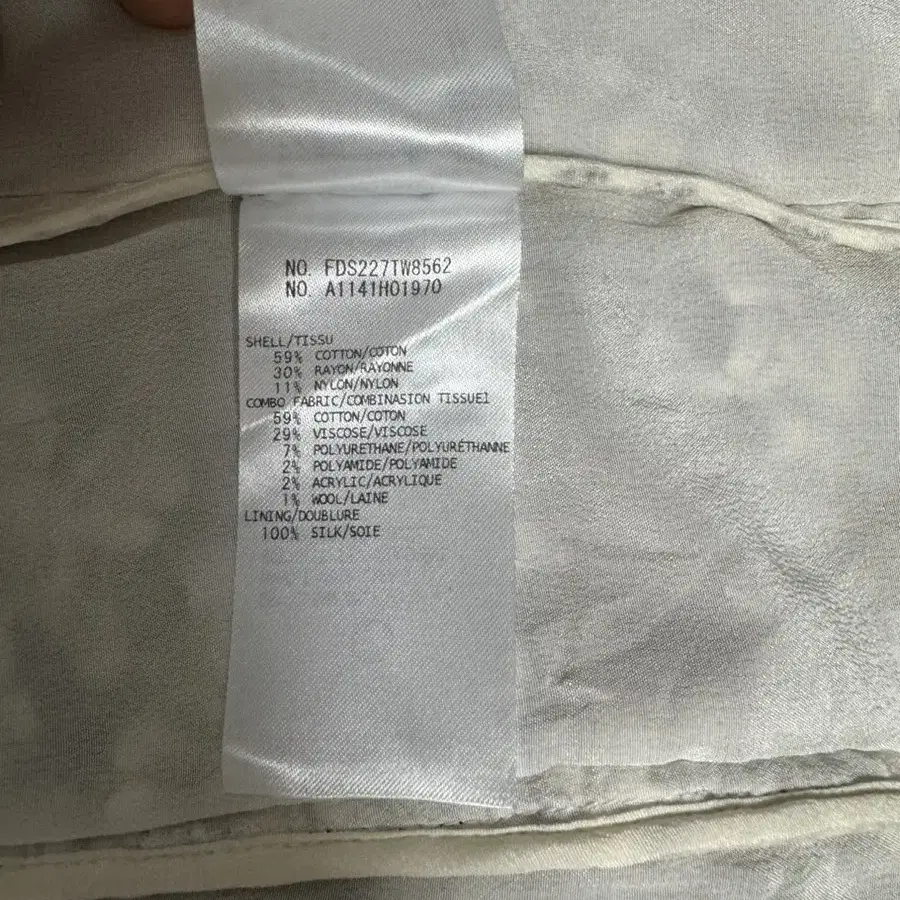 NO. FDS227TW8562
NO. A1141H01970
SHELL/TISSU
59% COTTON/COTON
30% RAYON/RAYONNE
11% NYLON/NYLON
COMBO FABRIC/COMBINASION TISSUE1
59% COTTON/COTON
29% VISCOSE/VISCOSE
7% POLYURETHANE/POLYURÉTHANNE
2% POLYAMIDE/POLYAMIDE
2% ACRYLIC/ACRYLIQUE
1% WOOL/LAINE
LINING/DOUBLURE
100% SILK/SOIE